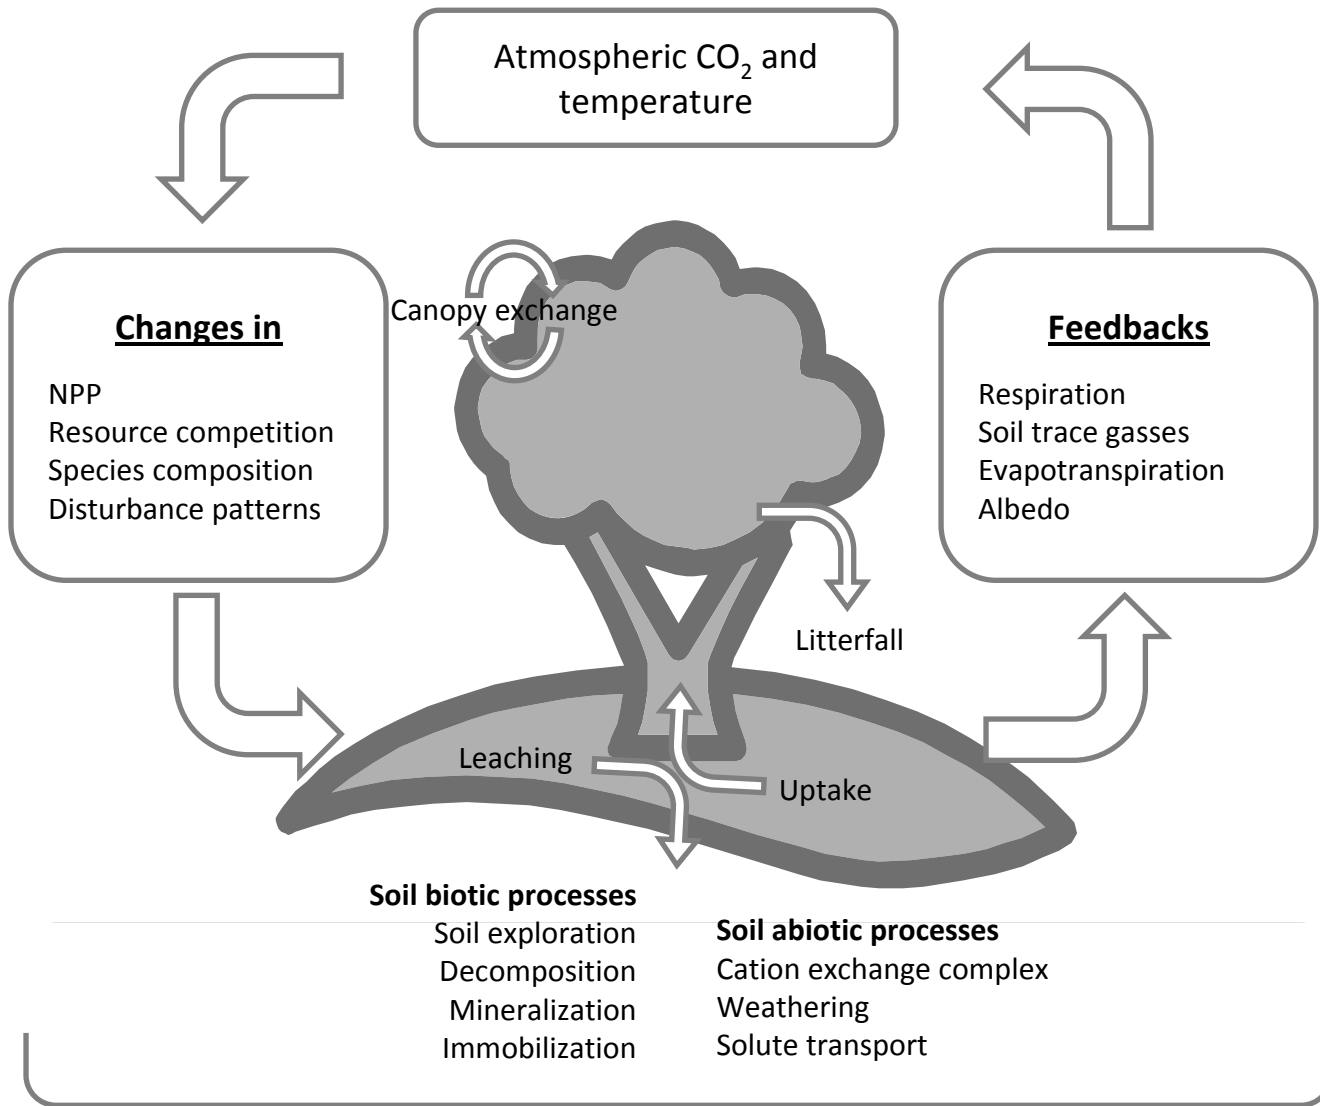 Atmospheric CO₂ and
temperature
Changes in
NPP
Resource competition
Species composition
Disturbance patterns
Canopy exchange
Feedbacks
Respiration
Soil trace gasses
Evapotranspiration
Albedo
Litterfall
Leaching
Uptake
Soil biotic processes
Soil exploration
Decomposition
Mineralization
Immobilization
Soil abiotic processes
Cation exchange complex
Weathering
Solute transport